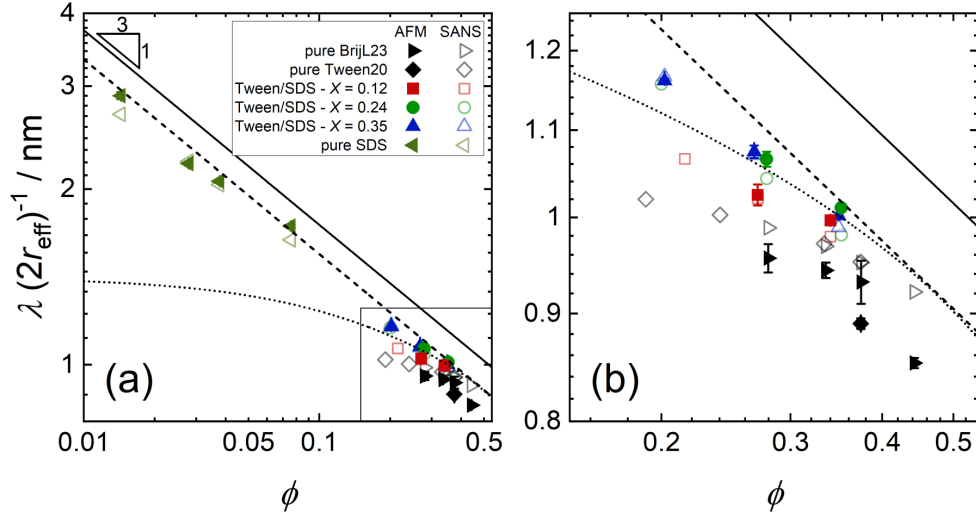 4
3
2
1
λ (2r_eff)^-1 / nm
0.01
0.1
0.5
ϕ
(a)
3
1
AFM SANS
pure BrijL23
pure Tween20
Tween/SDS - X = 0.12
Tween/SDS - X = 0.24
Tween/SDS - X = 0.35
pure SDS
1.2
1.1
1
0.9
0.8
0.2
0.3
0.4
0.5
ϕ
(b)